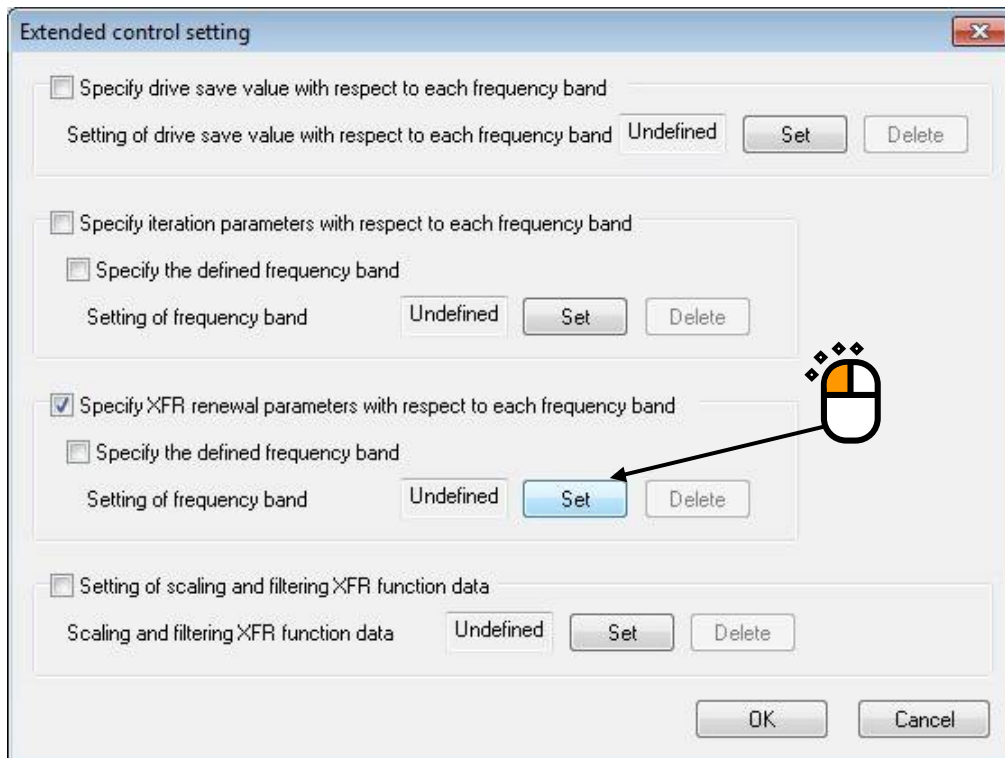 Extended control setting
Specify drive save value with respect to each frequency band
Setting of drive save value with respect to each frequency band Undefined Set Delete
Specify iteration parameters with respect to each frequency band
Specify the defined frequency band
Setting of frequency band Undefined Set Delete
Specify XFR renewal parameters with respect to each frequency band
Specify the defined frequency band
Setting of frequency band Undefined Set Delete
Setting of scaling and filtering XFR function data
Scaling and filtering XFR function data Undefined Set Delete
OK Cancel